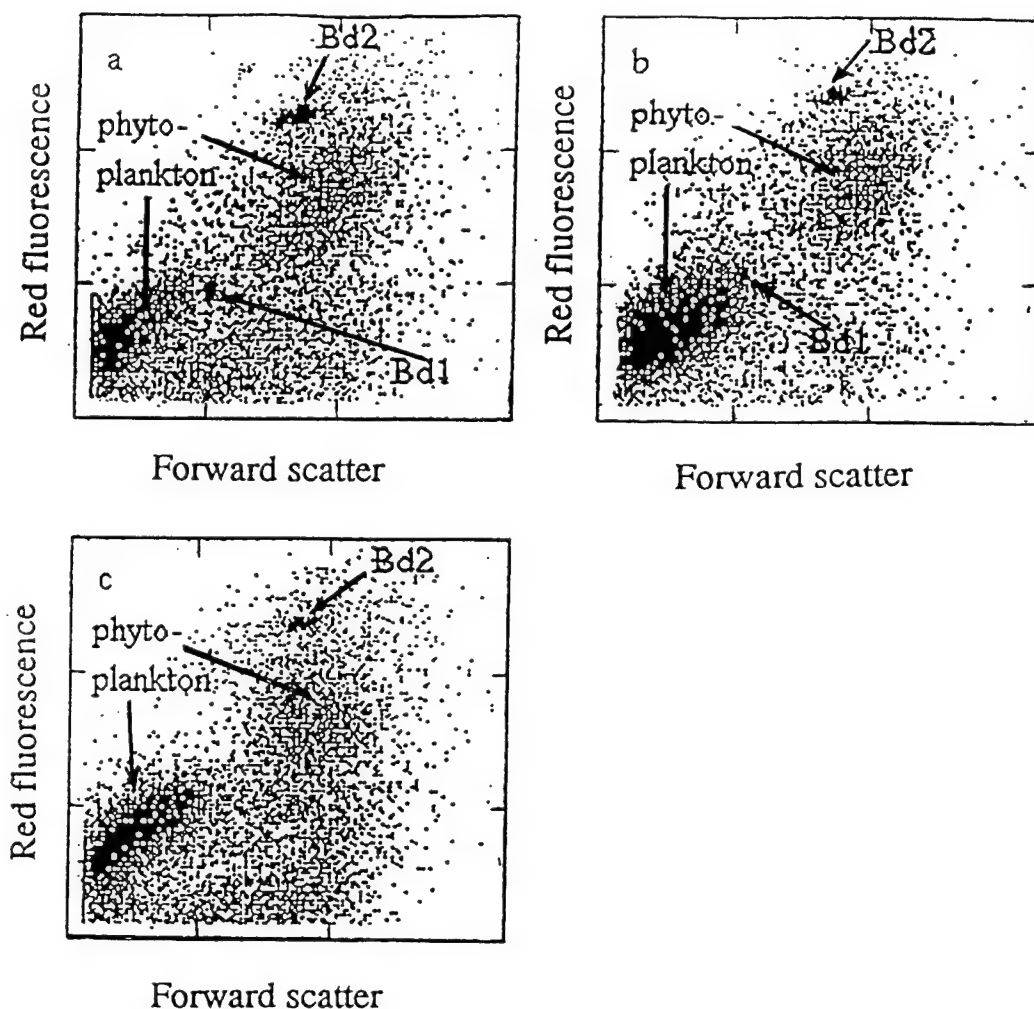 a
Bd2
phyto-
plankton
Bd1
Red fluorescence
Forward scatter
b
Bd2
phyto-
plankton
Bd1
Red fluorescence
Forward scatter
c
Bd2
phyto-
plankton
Red fluorescence
Forward scatter